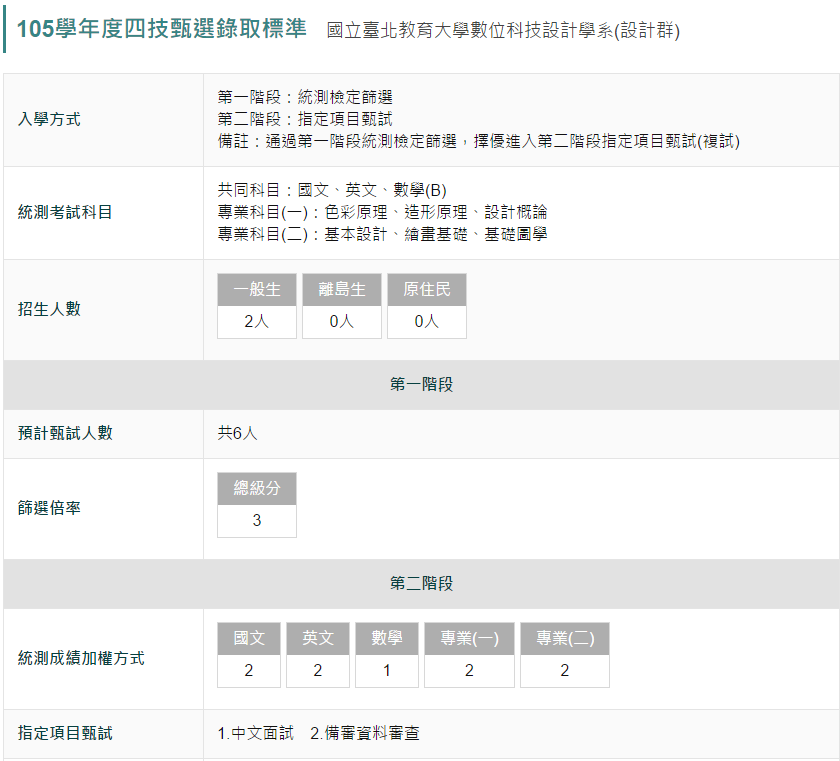 105學年度四技甄選錄取標準 國立臺北教育大學數位科技設計學系(設計群)
入學方式
第一階段：統測檢定篩選
第二階段：指定項目甄試
備註：通過第一階段統測檢定篩選，擇優進入第二階段指定項目甄試(複試)
統測考試科目
共同科目：國文、英文、數學(B)
專業科目(一)：色彩原理、造形原理、設計概論
專業科目(二)：基本設計、繪畫基礎、基礎圖學
招生人數
一般生 離島生 原住民
2人 0人 0人
第一階段
預計甄試人數 共6人
篩選倍率
總級分
3
第二階段
統測成績加權方式
國文 英文 數學 專業(一) 專業(二)
2 2 1 2 2
指定項目甄試 1.中文面試 2.備審資料審查